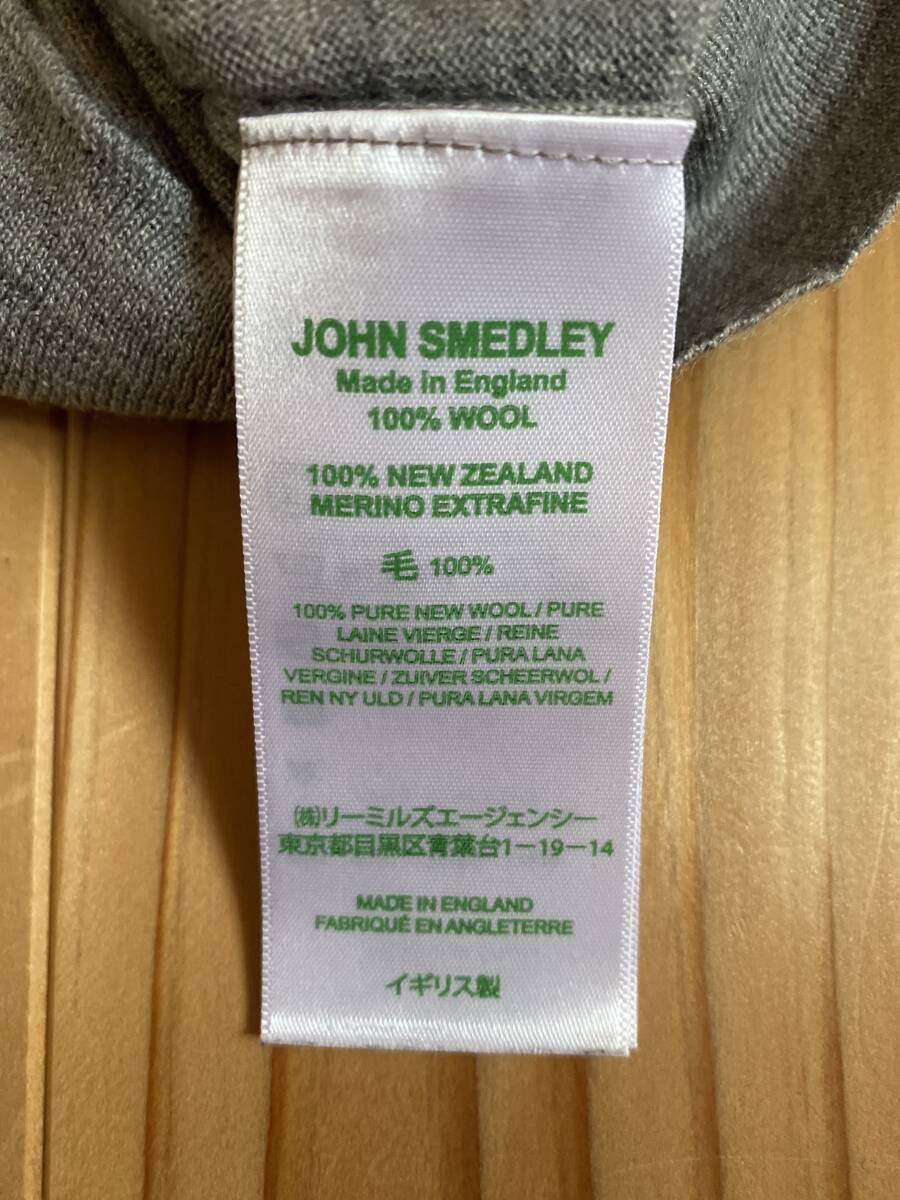 JOHN SMEDLEY
Made in England
100% WOOL
100% NEW ZEALAND
MERINO EXTRAFINE
毛 100%
100% PURE NEW WOOL / PURE
LAINE VIERGE / REINE
SCHURWOLLE / PURA LANA
VERGINE / ZUIVER SCHEERWOL /
REN NY ULD / PURA LANA VIRGEM
㈱リーミルズエージェンシー
東京都目黒区青葉台1－19－14
MADE IN ENGLAND
FABRIQUÉ EN ANGLETERRE
イギリス製